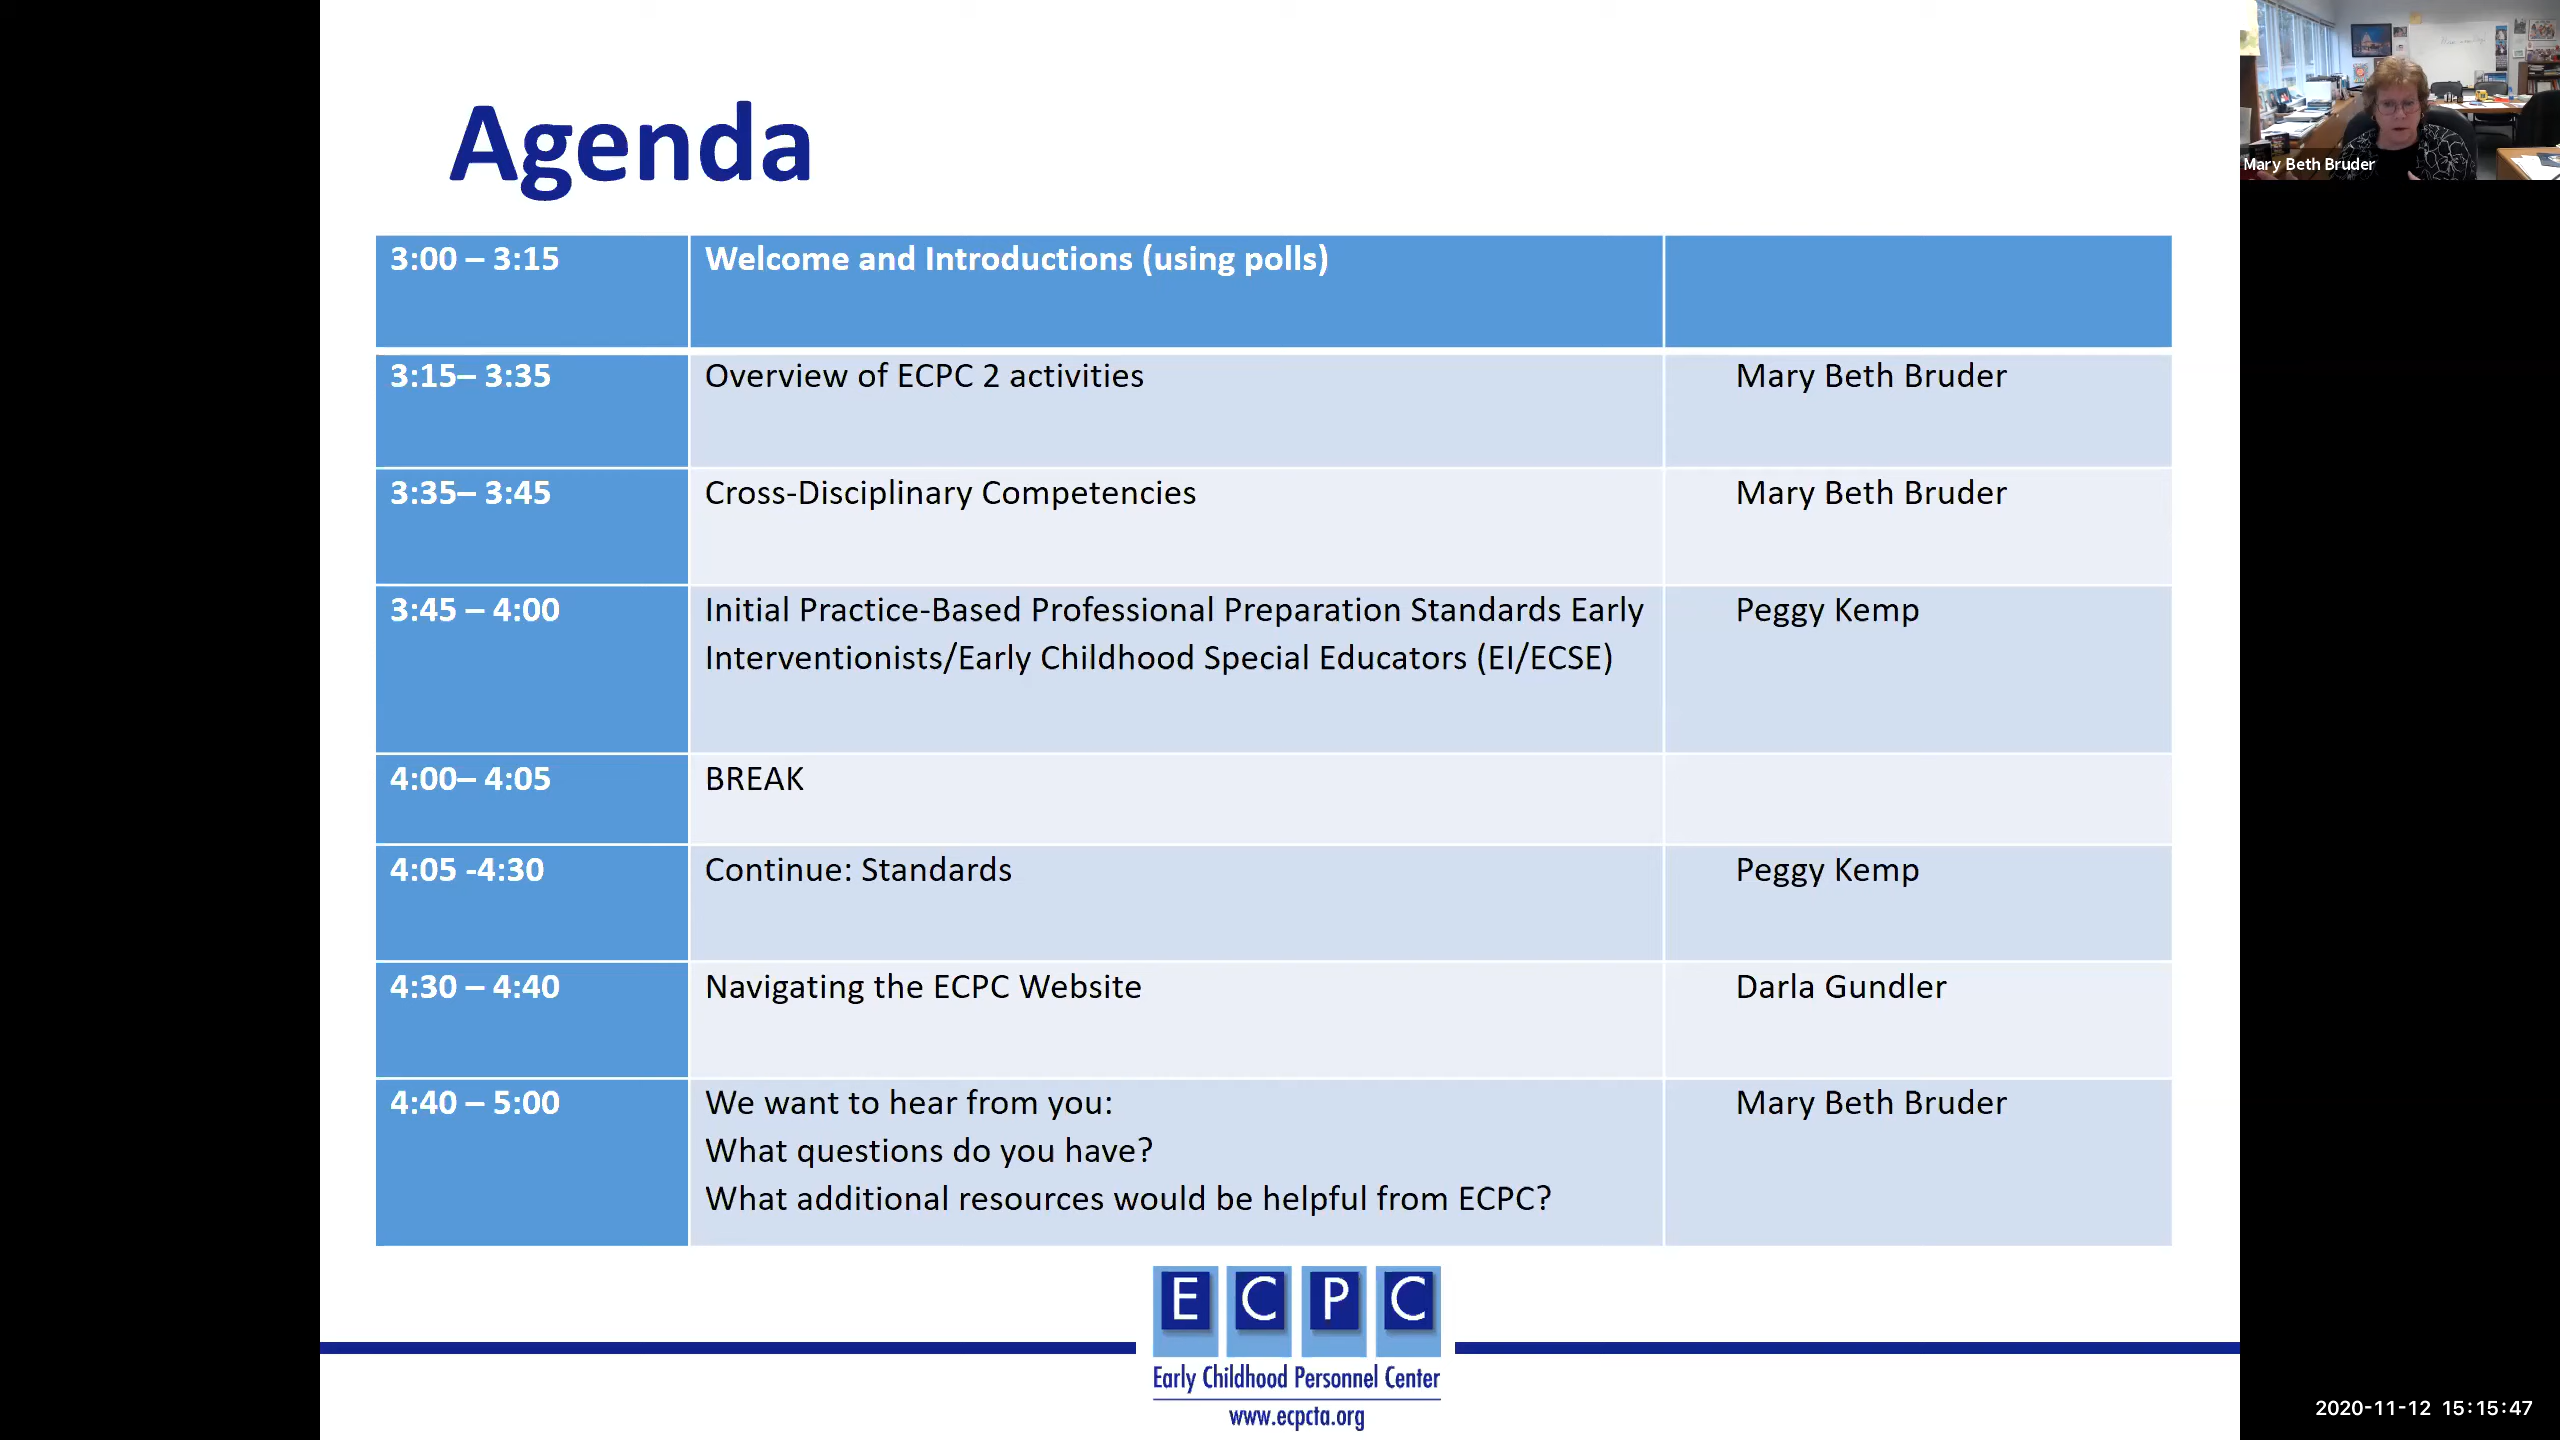 Agenda
Mary Beth Bruder
3:00 – 3:15 Welcome and Introductions (using polls)
3:15– 3:35 Overview of ECPC 2 activities Mary Beth Bruder
3:35– 3:45 Cross-Disciplinary Competencies Mary Beth Bruder
3:45 – 4:00 Initial Practice-Based Professional Preparation Standards Early Peggy Kemp
Interventionists/Early Childhood Special Educators (EI/ECSE)
4:00– 4:05 BREAK
4:05 -4:30 Continue: Standards Peggy Kemp
4:30 – 4:40 Navigating the ECPC Website Darla Gundler
4:40 – 5:00 We want to hear from you: Mary Beth Bruder
What questions do you have?
What additional resources would be helpful from ECPC?
E C P C
Early Childhood Personnel Center
www.ecpcta.org
2020-11-12 15:15:47